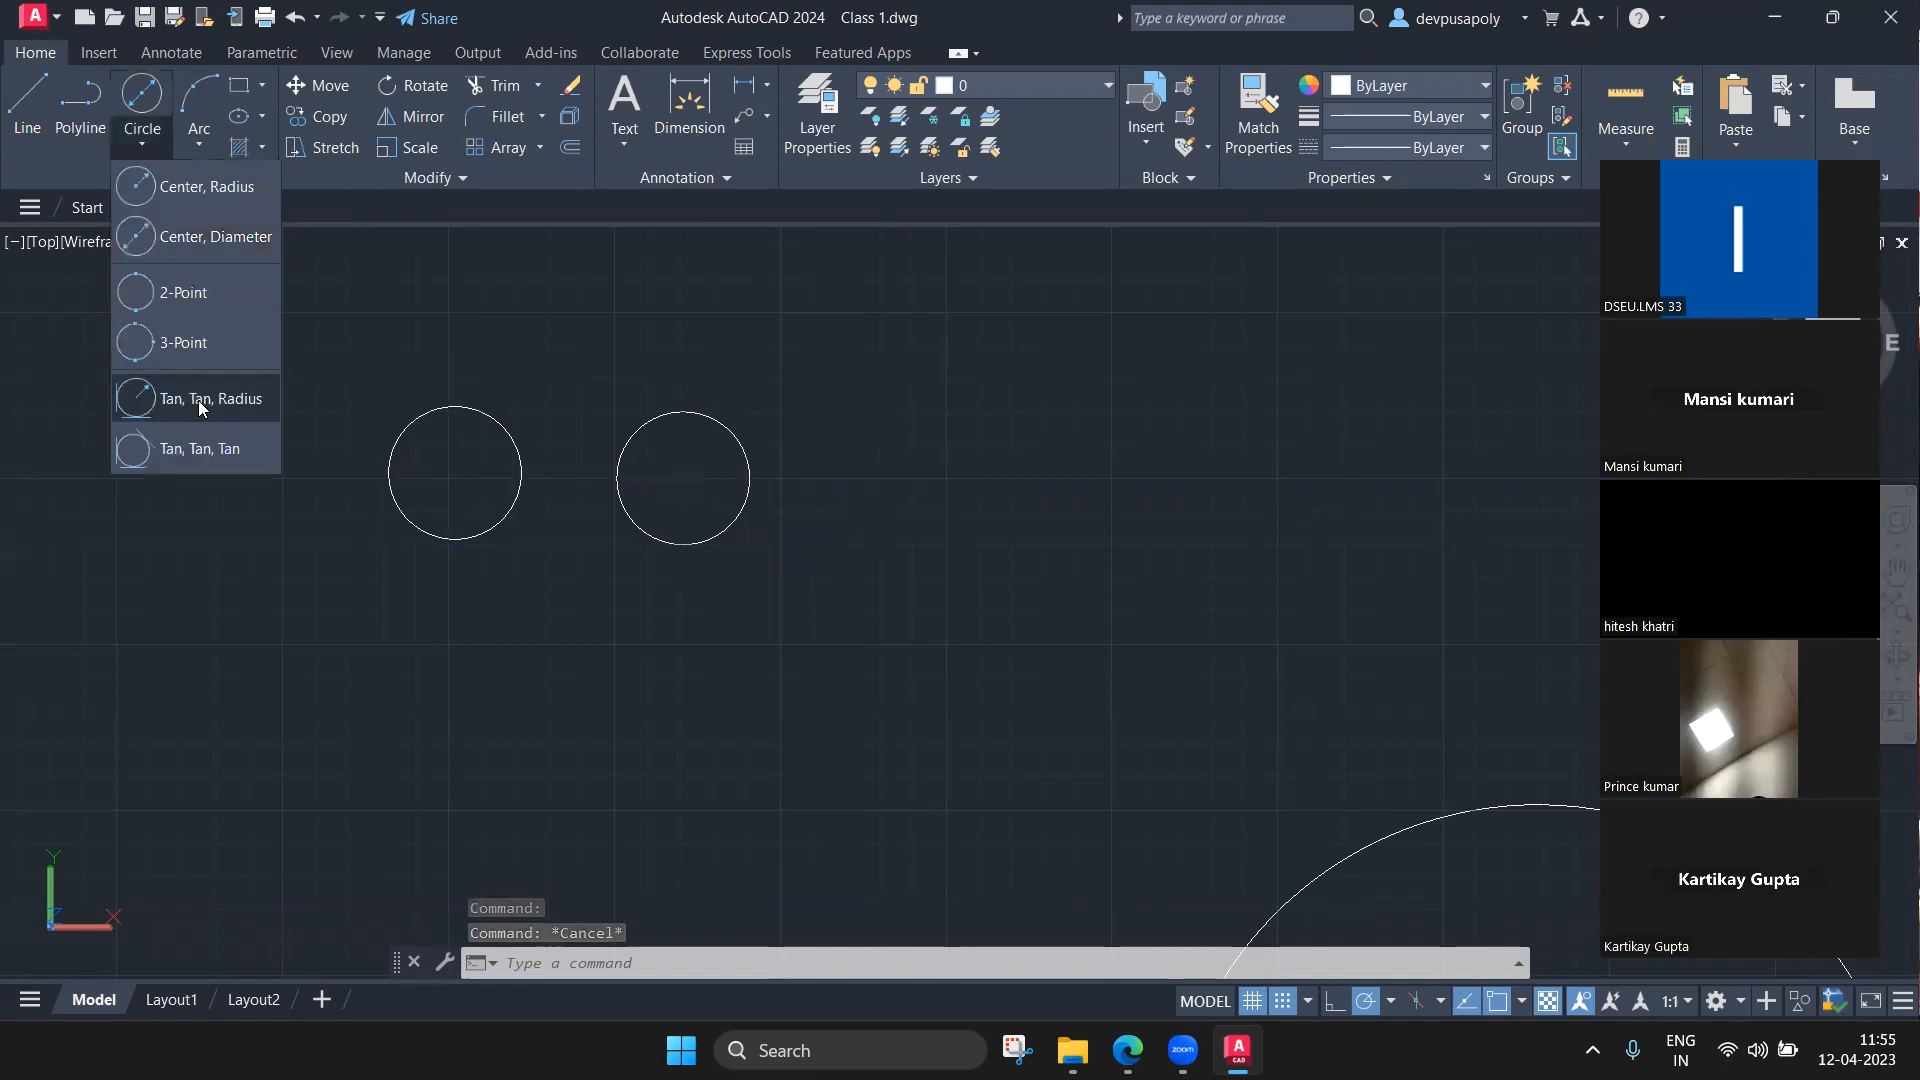 A Share Autodesk AutoCAD 2024 Class 1.dwg Type a keyword or phrase devpusapoly
Home Insert Annotate Parametric View Manage Output Add-ins Collaborate Express Tools Featured Apps
Line Polyline Circle Arc
Move Rotate Trim
Copy Mirror Fillet
Stretch Scale Array
Modify
Text Dimension
Annotation
Layer Properties
0
Layers
Insert
Block
Match Properties
ByLayer
ByLayer
ByLayer
Properties
Group
Groups
Measure
Paste
Base
Start
[−][Top][Wirefra
Center, Radius
Center, Diameter
2-Point
3-Point
Tan, Tan, Radius
Tan, Tan, Tan
E
DSEU.LMS 33
Mansi kumari
Mansi kumari
hitesh khatri
Prince kumar
Kartikay Gupta
Kartikay Gupta
Y
Z X
Command:
Command: *Cancel*
Type a command
Model Layout1 Layout2
MODEL 1:1
Search
zoom
A CAD
ENG
IN
11:55
12-04-2023